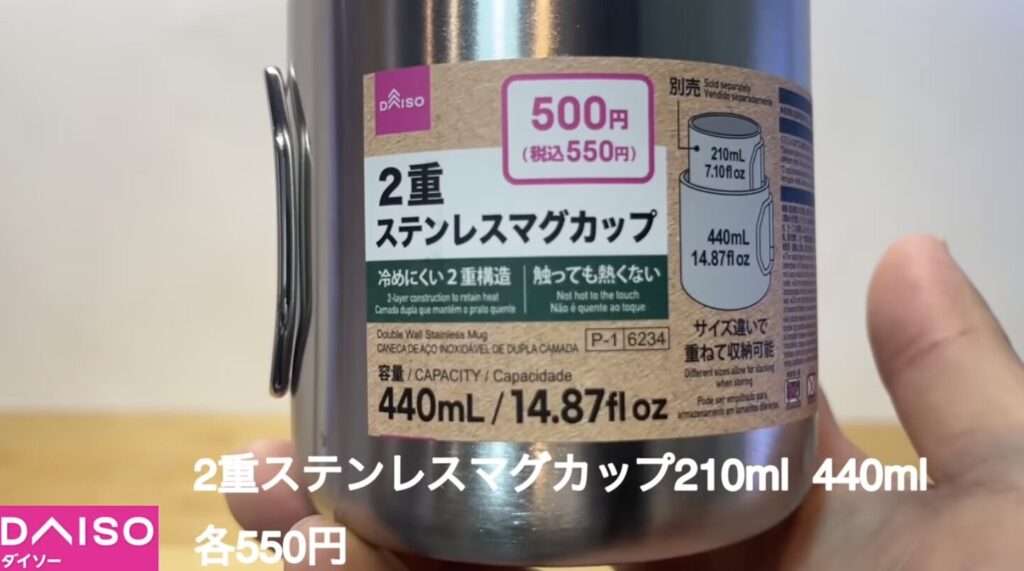 DAISO
500円
(税込550円)
2重
ステンレスマグカップ
冷めにくい2重構造
2-layer construction to retain heat
Camada dupla que mantém o prato quente
触っても熱くない
Not hot to the touch
Não é quente ao toque
Double Wall Stainless Mug
CANECA DE AÇO INOXIDÁVEL DE DUPLA CAMADA
P-1 6234
容量 / CAPACITY / Capacidade
440mL / 14.87fl oz
別売 Sold separately
Vendido separadamente
210mL
7.10fl oz
440mL
14.87fl oz
サイズ違いで
重ねて収納可能
Different sizes allow for stacking
when storing
Pode ser empilhado para
armazenamento em tamanhos diferentes
2重ステンレスマグカップ210ml 440ml
各550円
DAISO
ダイソー